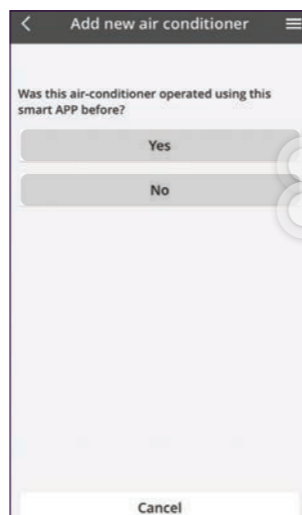 Add new air conditioner
Was this air-conditioner operated using this
smart APP before?
Yes
No
Cancel